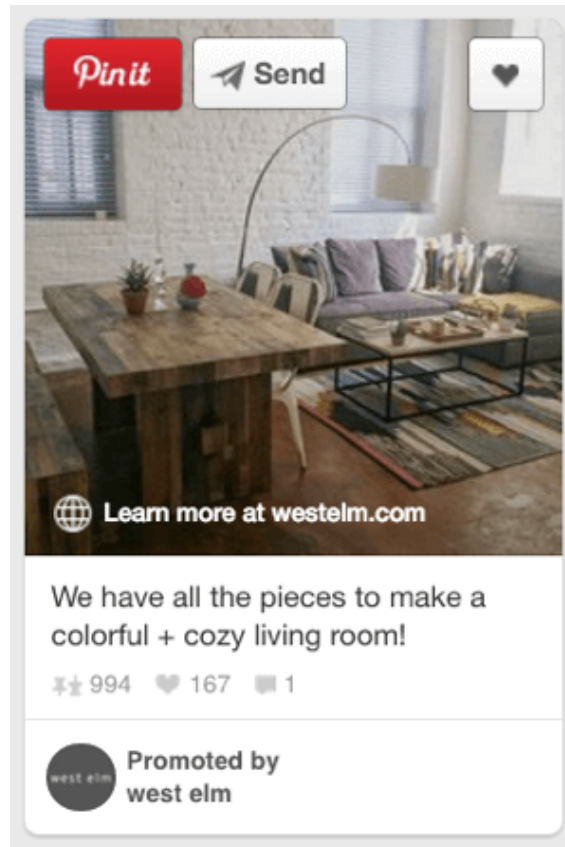 Pin it
Send
Learn more at westelm.com
We have all the pieces to make a
colorful + cozy living room!
994 167 1
west elm
Promoted by
west elm